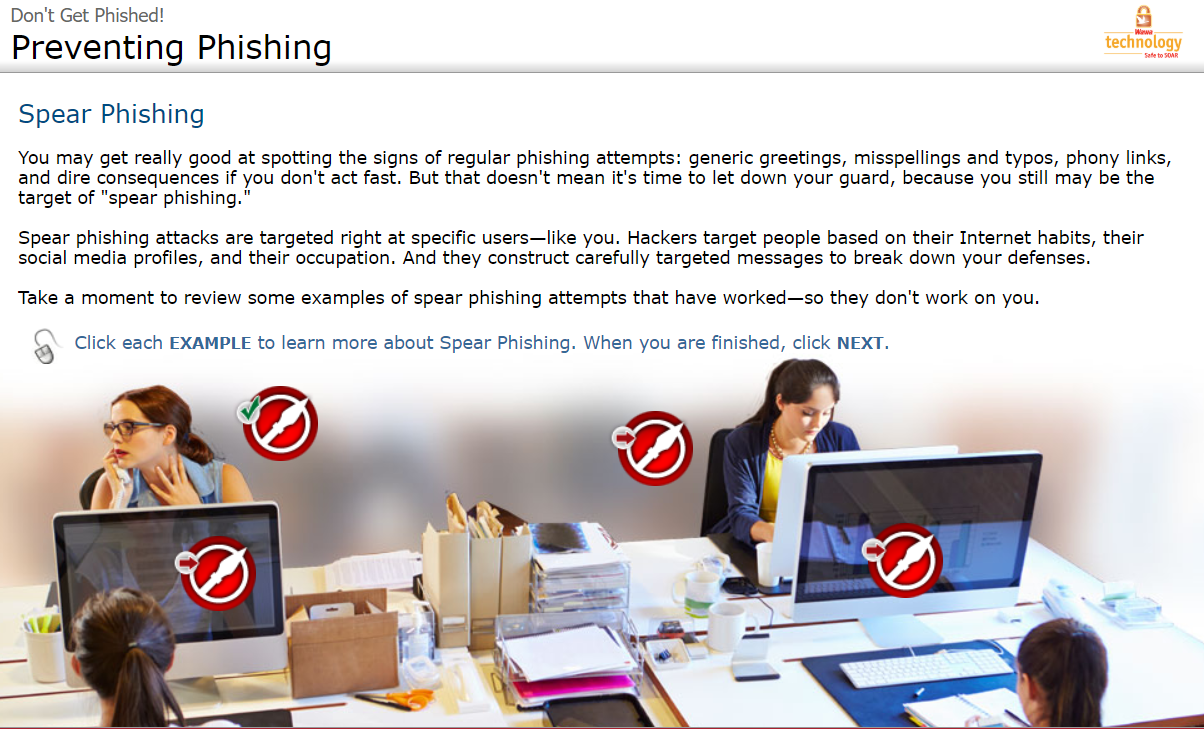 Don't Get Phished!
Preventing Phishing
Wawa
technology
Safe to SOAR
Spear Phishing
You may get really good at spotting the signs of regular phishing attempts: generic greetings, misspellings and typos, phony links,
and dire consequences if you don't act fast. But that doesn't mean it's time to let down your guard, because you still may be the
target of "spear phishing."
Spear phishing attacks are targeted right at specific users—like you. Hackers target people based on their Internet habits, their
social media profiles, and their occupation. And they construct carefully targeted messages to break down your defenses.
Take a moment to review some examples of spear phishing attempts that have worked—so they don't work on you.
Click each EXAMPLE to learn more about Spear Phishing. When you are finished, click NEXT.